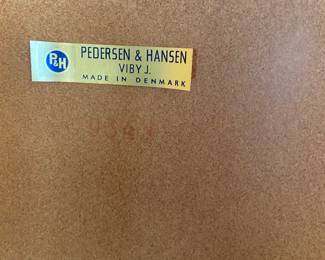 P&H
PEDERSEN & HANSEN
VIBY J.
MADE IN DENMARK